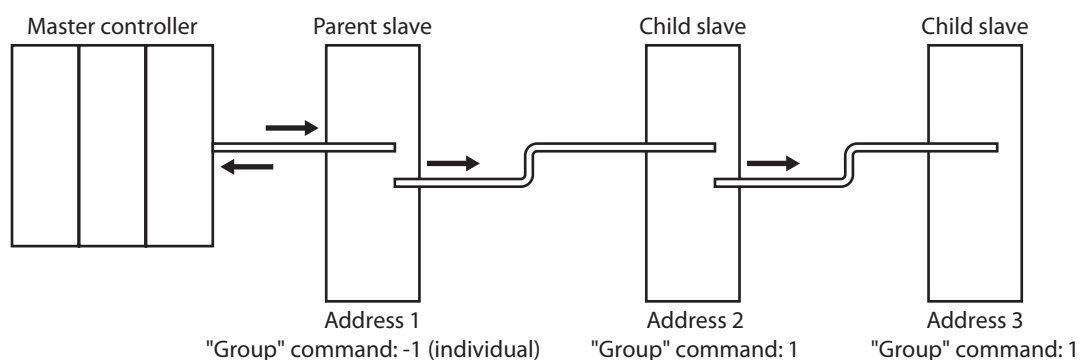 Master controller
Parent slave
Child slave
Child slave
Address 1
"Group" command: -1 (individual)
Address 2
"Group" command: 1
Address 3
"Group" command: 1